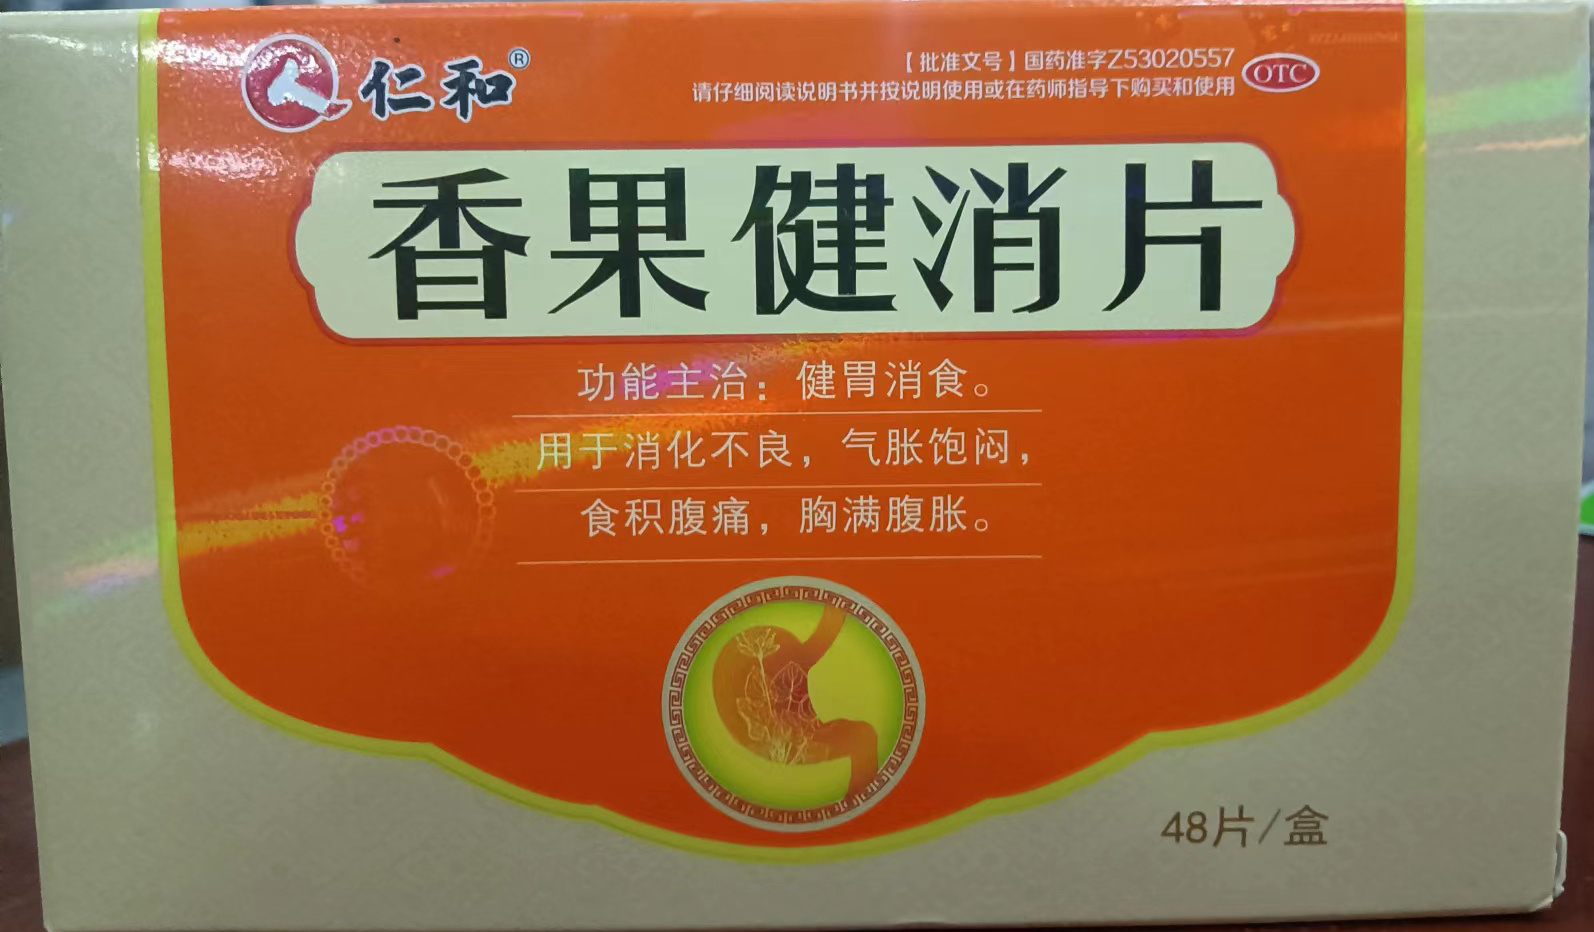 仁和®
【批准文号】国药准字Z53020557
请仔细阅读说明书并按说明使用或在药师指导下购买和使用
OTC
香果健消片
功能主治：健胃消食。
用于消化不良，气胀饱闷，
食积腹痛，胸满腹胀。
48片/盒